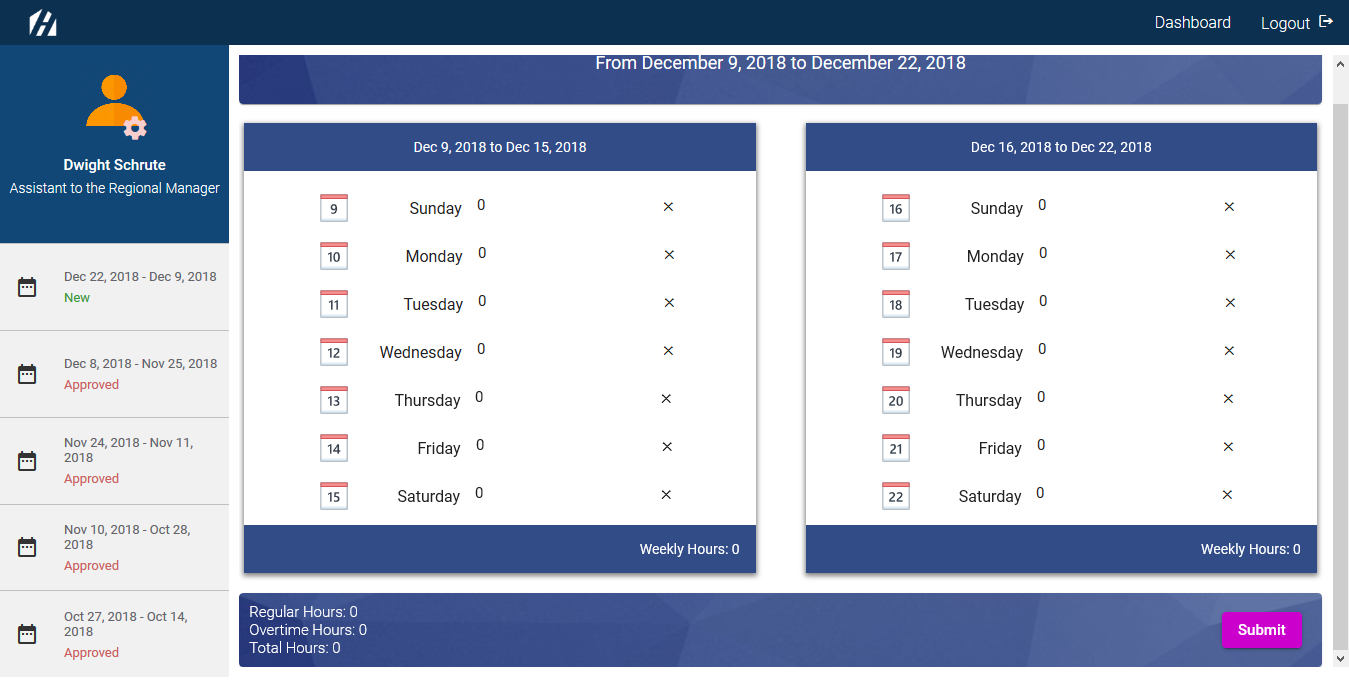 Dashboard
Logout
Dwight Schrute
Assistant to the Regional Manager
Dec 22, 2018 - Dec 9, 2018
New
Dec 8, 2018 - Nov 25, 2018
Approved
Nov 24, 2018 - Nov 11,
2018
Approved
Nov 10, 2018 - Oct 28,
2018
Approved
Oct 27, 2018 - Oct 14,
2018
Approved
From December 9, 2018 to December 22, 2018
Dec 9, 2018 to Dec 15, 2018
9 Sunday 0
10 Monday 0
11 Tuesday 0
12 Wednesday 0
13 Thursday 0
14 Friday 0
15 Saturday 0
Weekly Hours: 0
Dec 16, 2018 to Dec 22, 2018
16 Sunday 0
17 Monday 0
18 Tuesday 0
19 Wednesday 0
20 Thursday 0
21 Friday 0
22 Saturday 0
Weekly Hours: 0
Regular Hours: 0
Overtime Hours: 0
Total Hours: 0
Submit